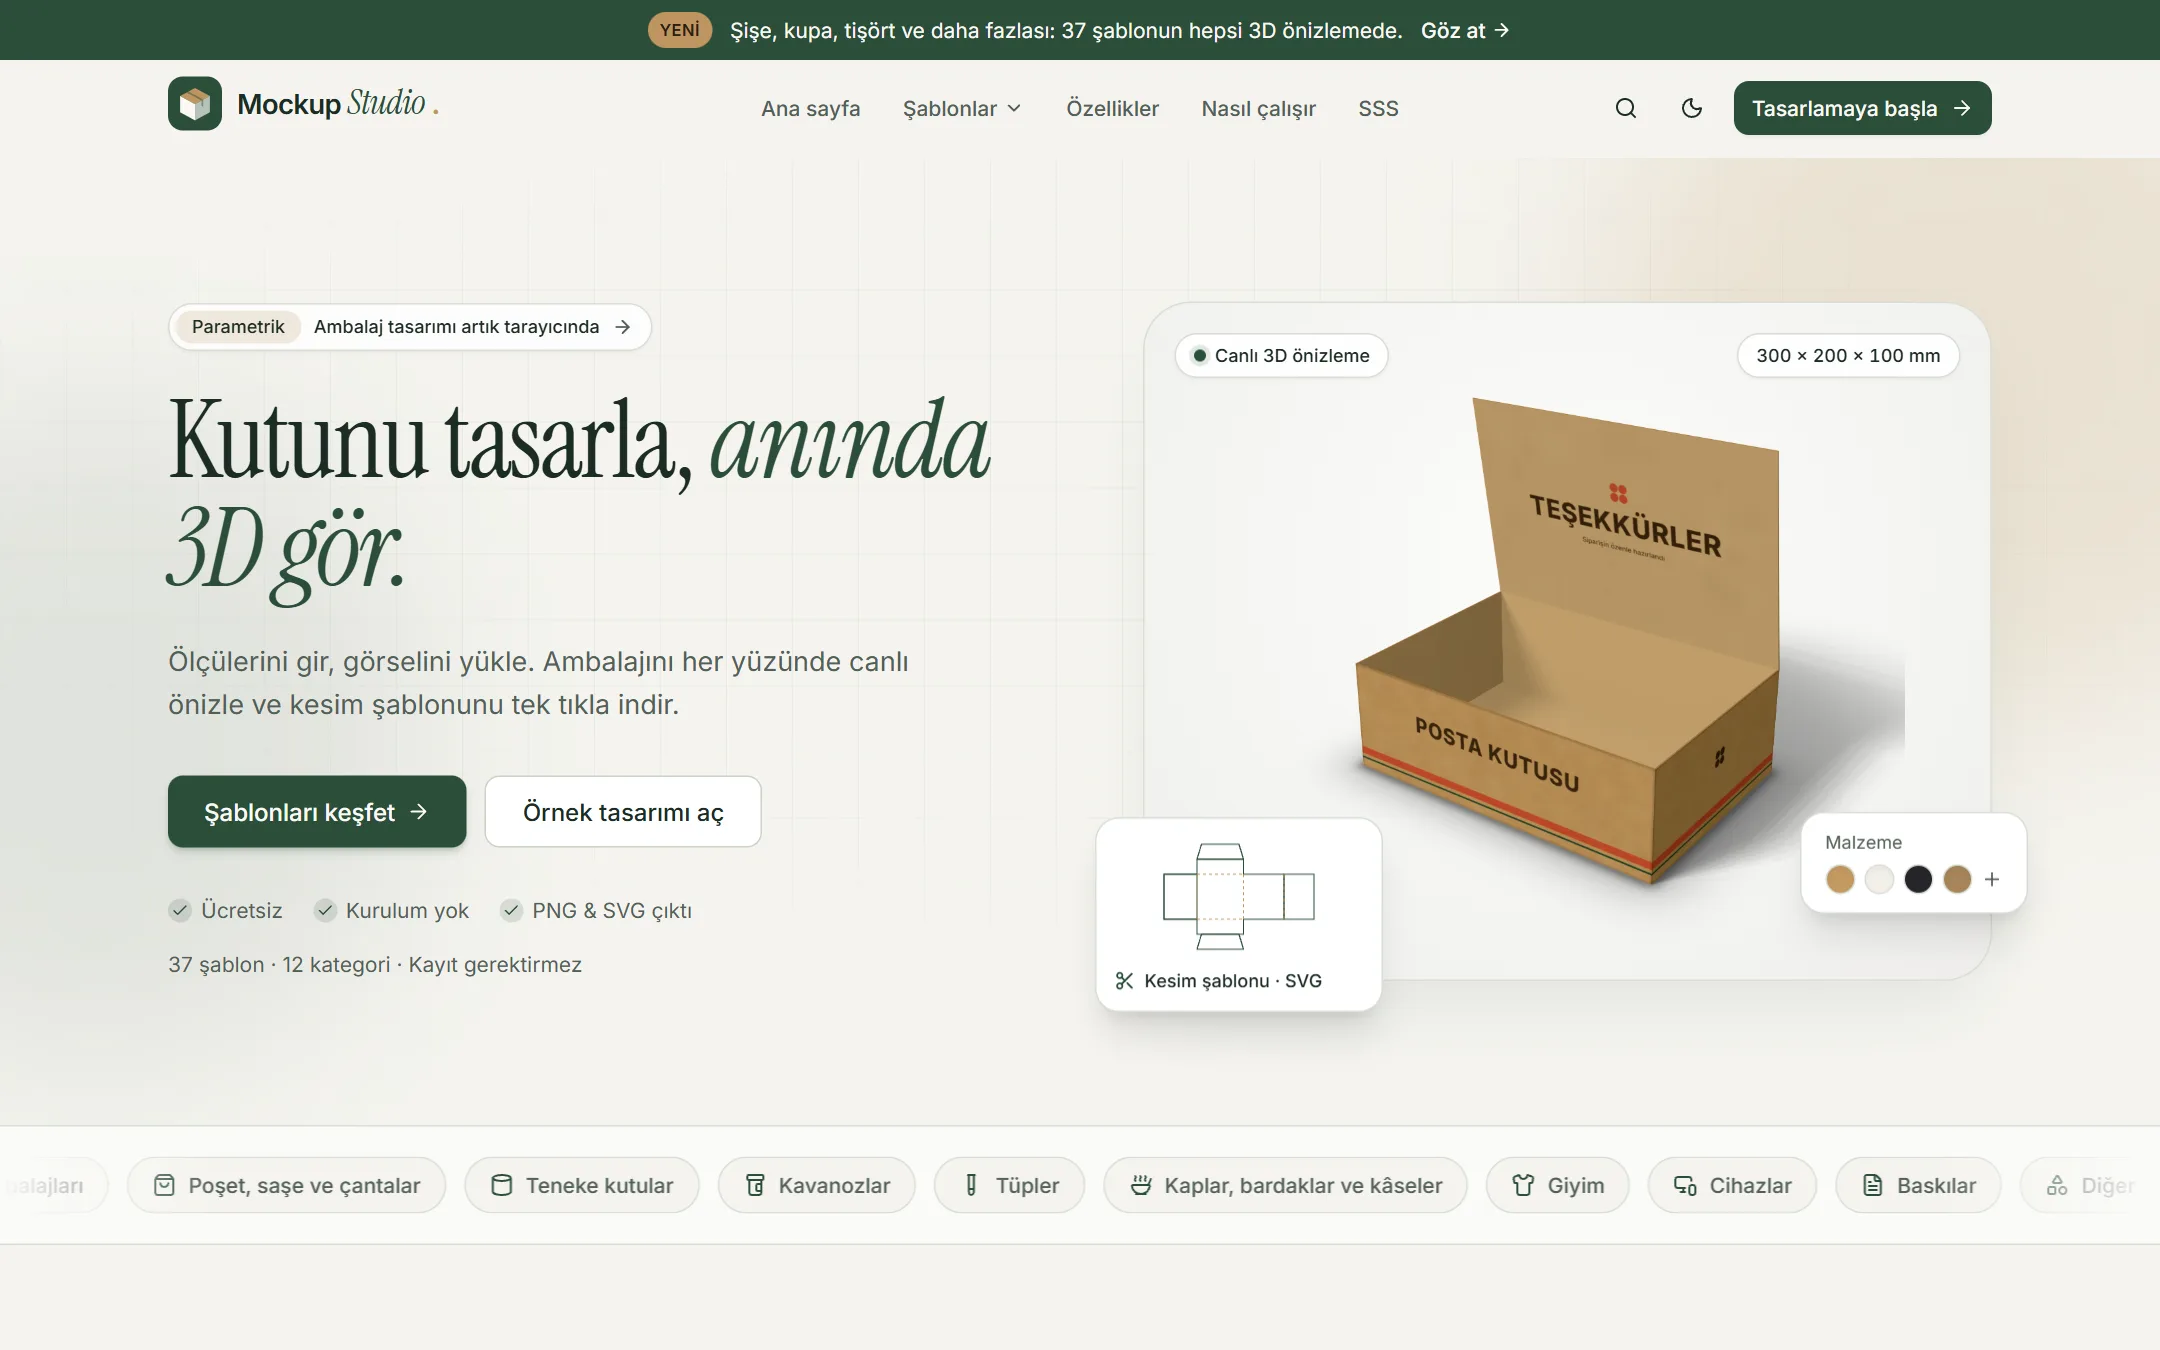 YENİ Şişe, kupa, tişört ve daha fazlası: 37 şablonun hepsi 3D önizlemede. Göz at →
Mockup Studio.
Ana sayfa Şablonlar Özellikler Nasıl çalışır SSS
Tasarlamaya başla →
Parametrik Ambalaj tasarımı artık tarayıcında →
Kutunu tasarla, anında
3D gör.
Ölçülerini gir, görselini yükle. Ambalajını her yüzünde canlı
önizle ve kesim şablonunu tek tıkla indir.
Şablonları keşfet →
Örnek tasarımı aç
Ücretsiz Kurulum yok PNG & SVG çıktı
37 şablon · 12 kategori · Kayıt gerektirmez
Canlı 3D önizleme
300 × 200 × 100 mm
TEŞEKKÜRLER
Siparişin özenle hazırlandı
POSTA KUTUSU
Malzeme
+
Kesim şablonu · SVG
Poşet, saşe ve çantalar
Teneke kutular
Kavanozlar
Tüpler
Kaplar, bardaklar ve kâseler
Giyim
Cihazlar
Baskılar
Diğer